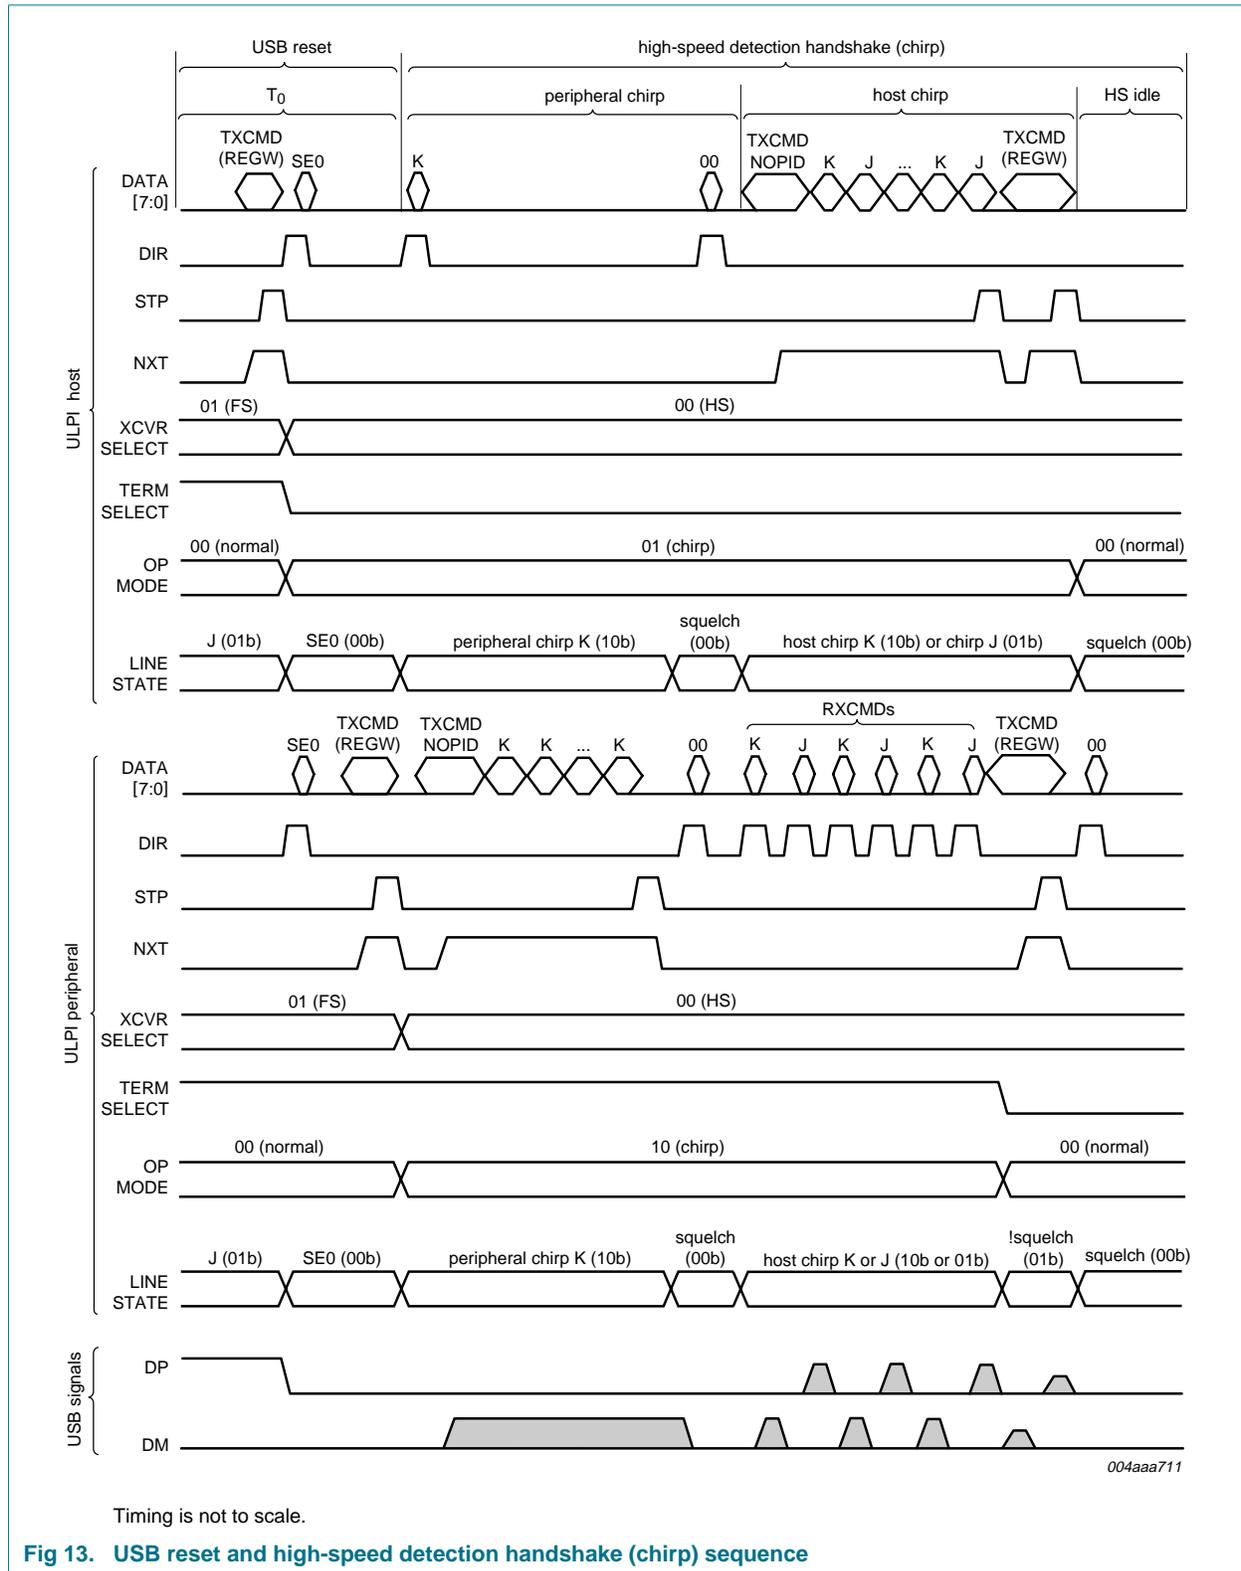 USB reset
high-speed detection handshake (chirp)
T0
peripheral chirp
host chirp
HS idle
ULPI host
TXCMD
(REGW)
SE0
K
00
TXCMD
NOPID
K
J
...
K
J
TXCMD
(REGW)
DATA
[7:0]
DIR
STP
NXT
01 (FS)
00 (HS)
XCVR
SELECT
TERM
SELECT
00 (normal)
01 (chirp)
00 (normal)
OP
MODE
J (01b)
SE0 (00b)
peripheral chirp K (10b)
squelch
(00b)
host chirp K (10b) or chirp J (01b)
squelch (00b)
LINE
STATE
ULPI peripheral
RXCMDs
SE0
TXCMD
(REGW)
TXCMD
NOPID
K
K
...
K
00
K
J
K
J
K
J
TXCMD
(REGW)
00
DATA
[7:0]
DIR
STP
NXT
01 (FS)
00 (HS)
XCVR
SELECT
TERM
SELECT
00 (normal)
10 (chirp)
00 (normal)
OP
MODE
J (01b)
SE0 (00b)
peripheral chirp K (10b)
squelch
(00b)
host chirp K or J (10b or 01b)
!squelch
(01b)
squelch (00b)
LINE
STATE
USB signals
DP
DM
004aaa711
Timing is not to scale.
Fig 13. USB reset and high-speed detection handshake (chirp) sequence